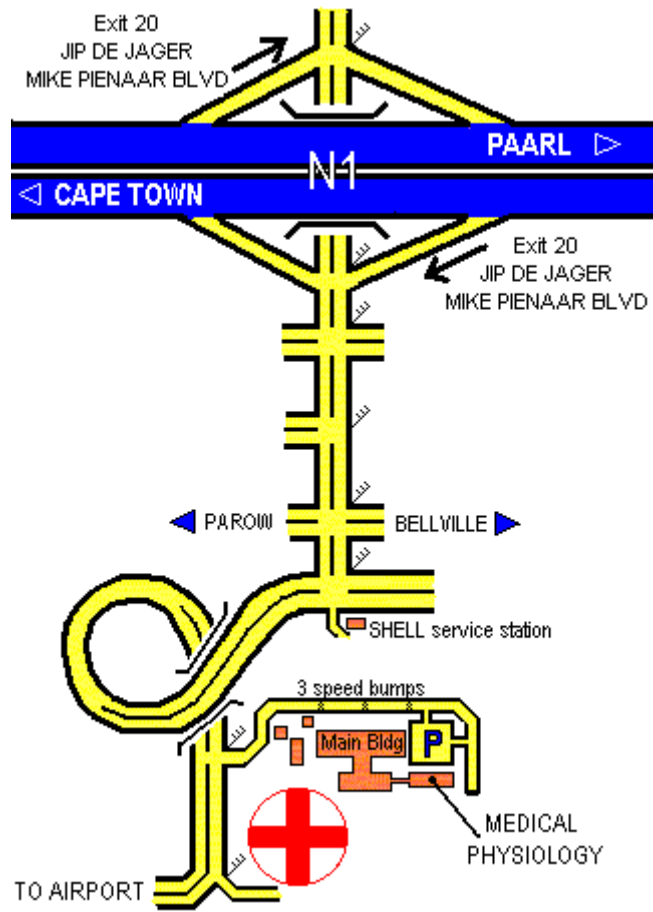 Exit 20
JIP DE JAGER
MIKE PIENAAR BLVD
PAARL
N1
CAPE TOWN
Exit 20
JIP DE JAGER
MIKE PIENAAR BLVD
PAROW
BELLVILLE
SHELL service station
3 speed bumps
Main Bldg
P
MEDICAL
PHYSIOLOGY
TO AIRPORT